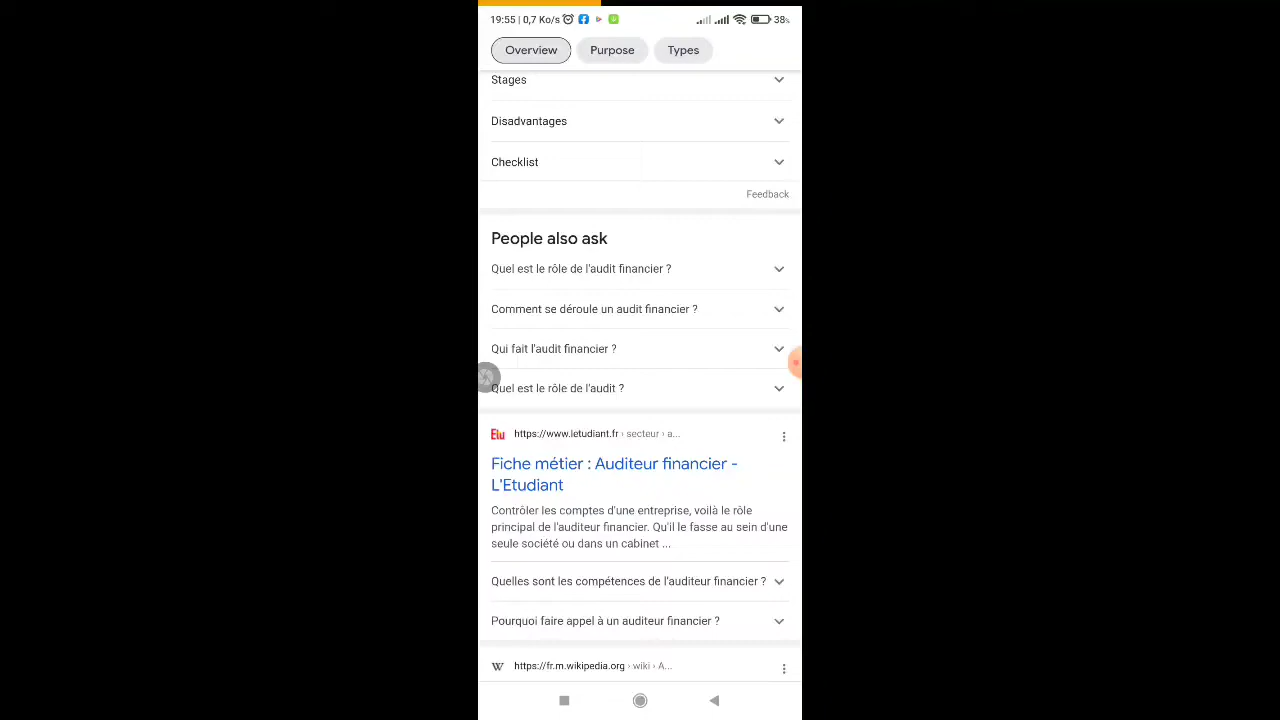 19:55 | 0,7 Ko/s 38%
Overview Purpose Types
Stages
Disadvantages
Checklist
Feedback
People also ask
Quel est le rôle de l'audit financier ?
Comment se déroule un audit financier ?
Qui fait l'audit financier ?
Quel est le rôle de l'audit ?
Etu https://www.letudiant.fr › secteur › a...
Fiche métier : Auditeur financier -
L'Etudiant
Contrôler les comptes d'une entreprise, voilà le rôle
principal de l'auditeur financier. Qu'il le fasse au sein d'une
seule société ou dans un cabinet ...
Quelles sont les compétences de l'auditeur financier ?
Pourquoi faire appel à un auditeur financier ?
W https://fr.m.wikipedia.org › wiki › A...